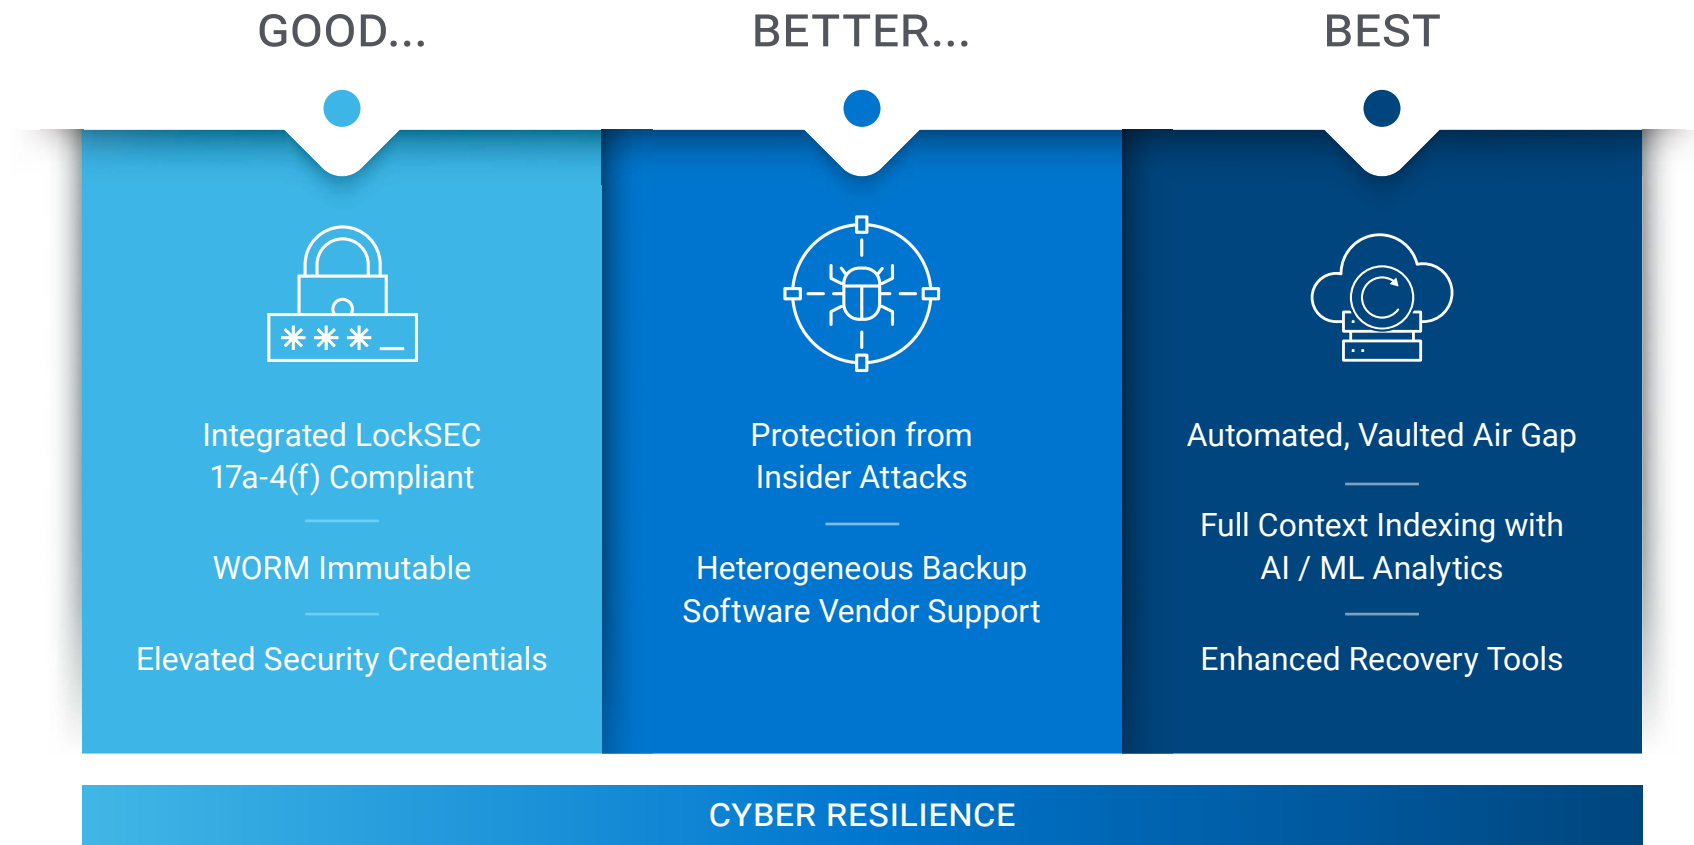 GOOD...
BETTER...
BEST
***_
Integrated LockSEC
17a-4(f) Compliant
WORM Immutable
Elevated Security Credentials
Protection from
Insider Attacks
Heterogeneous Backup
Software Vendor Support
Automated, Vaulted Air Gap
Full Context Indexing with
AI / ML Analytics
Enhanced Recovery Tools
CYBER RESILIENCE